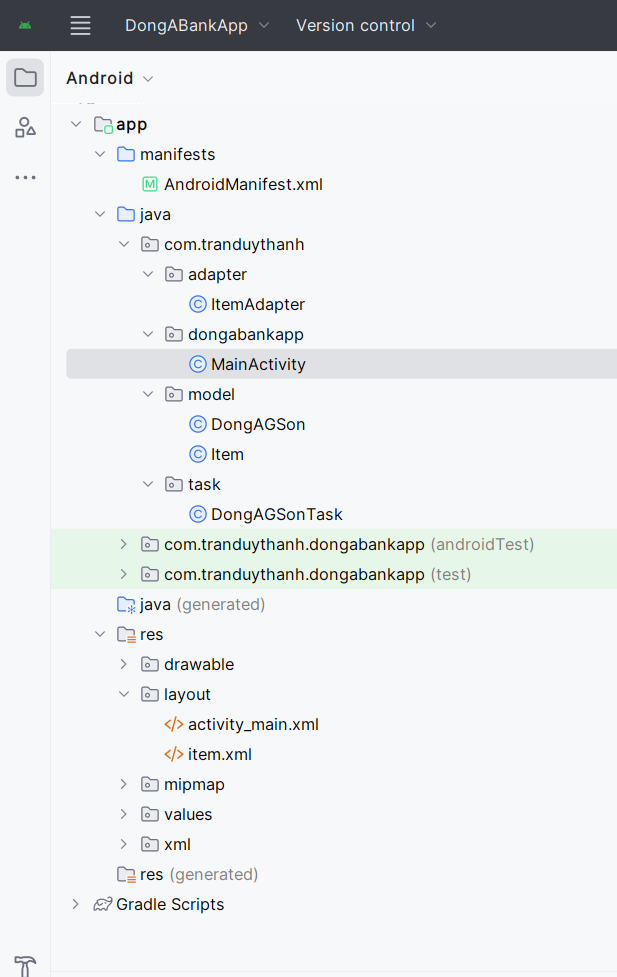 DongABankApp Version control
Android
app
manifests
AndroidManifest.xml
java
com.tranduythanh
adapter
ItemAdapter
dongabankapp
MainActivity
model
DongAGSon
Item
task
DongAGSonTask
com.tranduythanh.dongabankapp (androidTest)
com.tranduythanh.dongabankapp (test)
java (generated)
res
drawable
layout
activity_main.xml
item.xml
mipmap
values
xml
res (generated)
Gradle Scripts